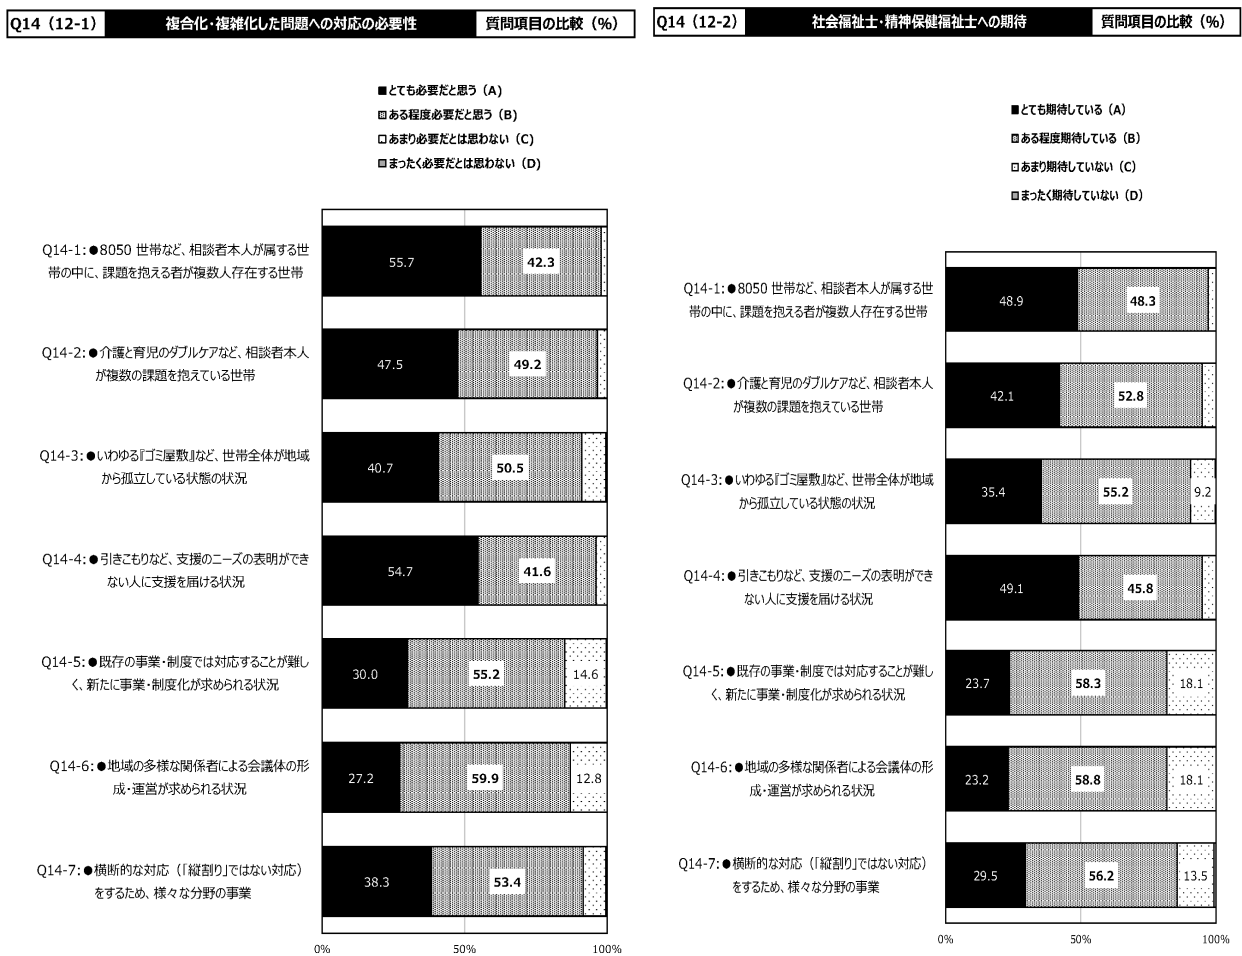 Q14（12-1）
複合化・複雑化した問題への対応の必要性
質問項目の比較（%）
■とても必要だと思う（A）
ある程度必要だと思う（B）
あまり必要だとは思わない（C）
まったく必要だとは思わない（D）
Q14-1：●8050 世帯など、相談者本人が属する世
帯の中に、課題を抱える者が複数人存在する世帯
55.7
42.3
Q14-2：●介護と育児のダブルケアなど、相談者本人
が複数の課題を抱えている世帯
47.5
49.2
Q14-3：●いわゆる『ゴミ屋敷』など、世帯全体が地域
から孤立している状態の状況
40.7
50.5
Q14-4：●引きこもりなど、支援のニーズの表明ができ
ない人に支援を届ける状況
54.7
41.6
Q14-5：●既存の事業・制度では対応することが難し
く、新たに事業・制度化が求められる状況
30.0
55.2
14.6
Q14-6：●地域の多様な関係者による会議体の形
成・運営が求められる状況
27.2
59.9
12.8
Q14-7：●横断的な対応（「縦割り」ではない対応）
をするため、様々な分野の事業
38.3
53.4
0%
50%
100%
Q14（12-2）
社会福祉士・精神保健福祉士への期待
質問項目の比較（%）
■とても期待している（A）
ある程度期待している（B）
あまり期待していない（C）
まったく期待していない（D）
Q14-1：●8050 世帯など、相談者本人が属する世
帯の中に、課題を抱える者が複数人存在する世帯
48.9
48.3
Q14-2：●介護と育児のダブルケアなど、相談者本人
が複数の課題を抱えている世帯
42.1
52.8
Q14-3：●いわゆる『ゴミ屋敷』など、世帯全体が地域
から孤立している状態の状況
35.4
55.2
9.2
Q14-4：●引きこもりなど、支援のニーズの表明ができ
ない人に支援を届ける状況
49.1
45.8
Q14-5：●既存の事業・制度では対応することが難し
く、新たに事業・制度化が求められる状況
23.7
58.3
18.1
Q14-6：●地域の多様な関係者による会議体の形
成・運営が求められる状況
23.2
58.8
18.1
Q14-7：●横断的な対応（「縦割り」ではない対応）
をするため、様々な分野の事業
29.5
56.2
13.5
0%
50%
100%